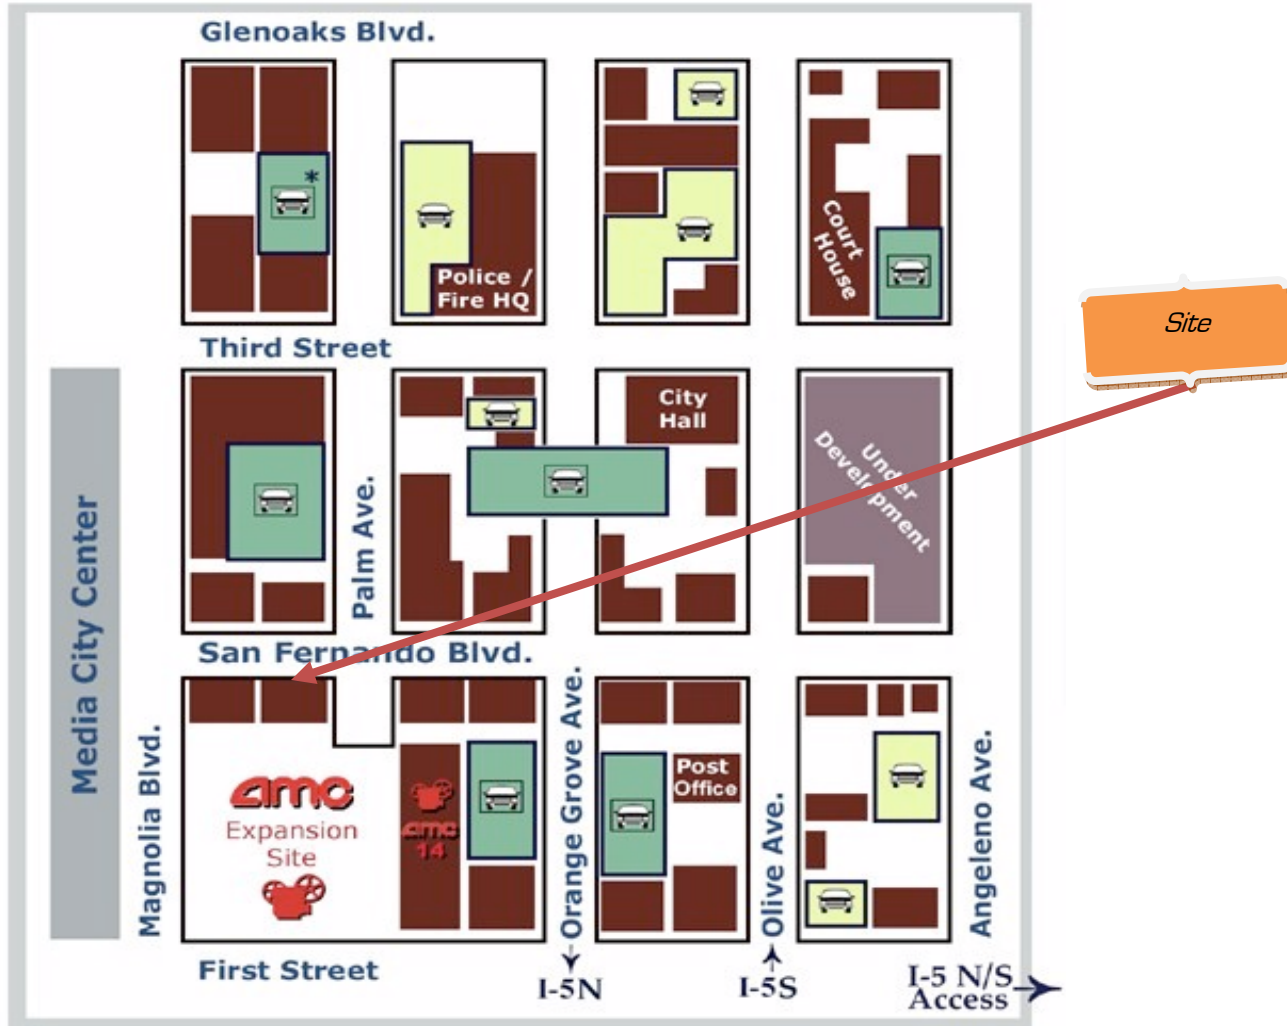 Glenoaks Blvd.
*
Court
House
Police /
Fire HQ
Third Street
Site
City
Hall
Under
Development
Media City Center
Palm Ave.
San Fernando Blvd.
Magnolia Blvd.
amc
Expansion
Site
amc
14
Orange Grove Ave.
Post
Office
Olive Ave.
Angeleno Ave.
First Street
I-5N
I-5S
I-5 N/S
Access